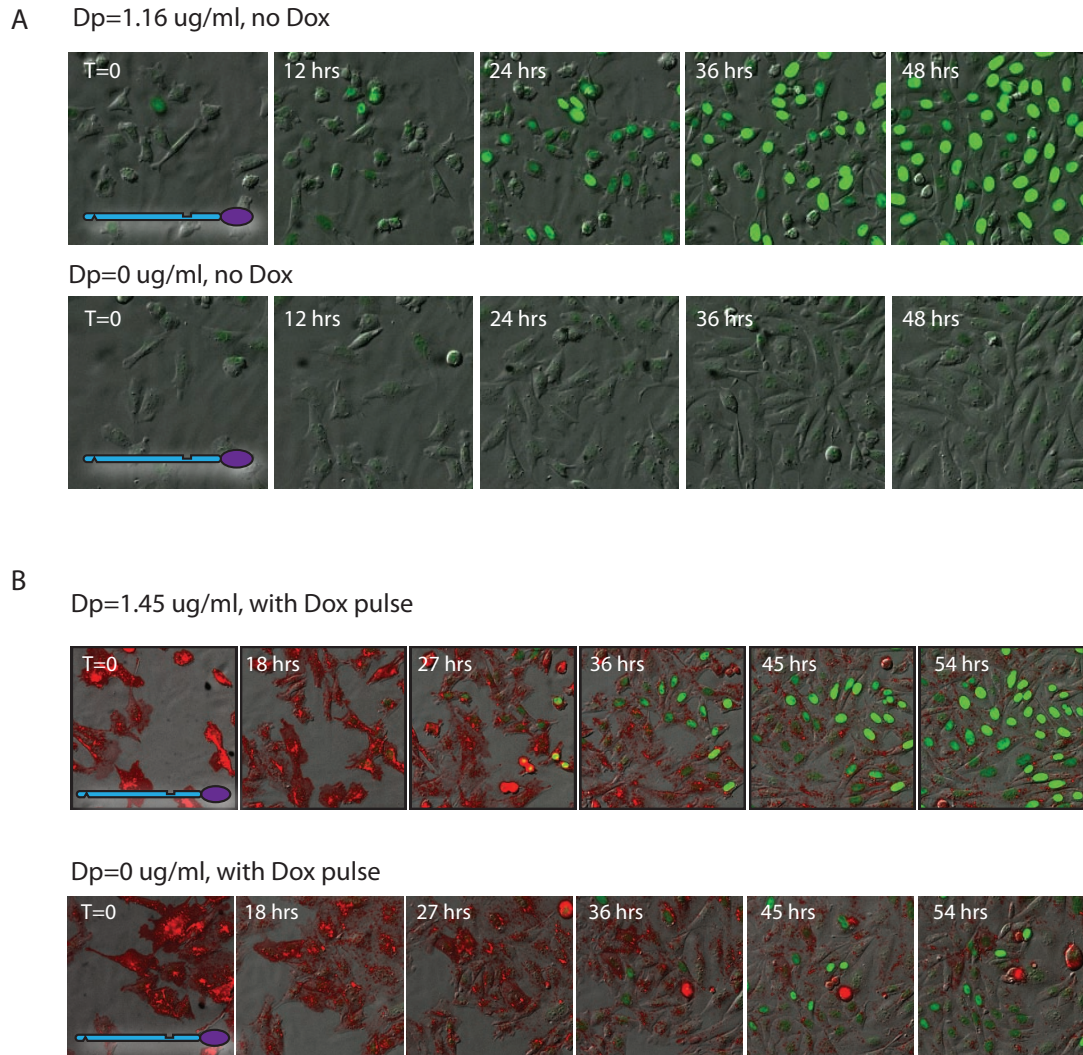 A
Dp=1.16 ug/ml, no Dox
T=0 12 hrs 24 hrs 36 hrs 48 hrs
Dp=0 ug/ml, no Dox
T=0 12 hrs 24 hrs 36 hrs 48 hrs
B
Dp=1.45 ug/ml, with Dox pulse
T=0 18 hrs 27 hrs 36 hrs 45 hrs 54 hrs
Dp=0 ug/ml, with Dox pulse
T=0 18 hrs 27 hrs 36 hrs 45 hrs 54 hrs